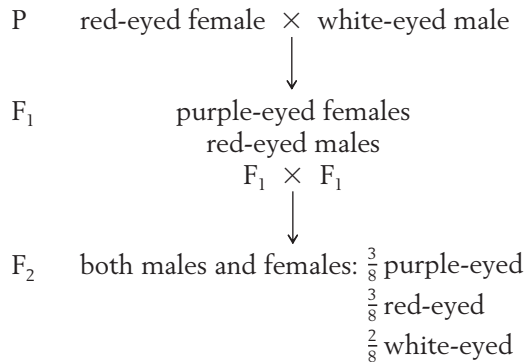 P red-eyed female × white-eyed male
F₁ purple-eyed females
red-eyed males
F₁ × F₁
F₂ both males and females: 3/8 purple-eyed
3/8 red-eyed
2/8 white-eyed